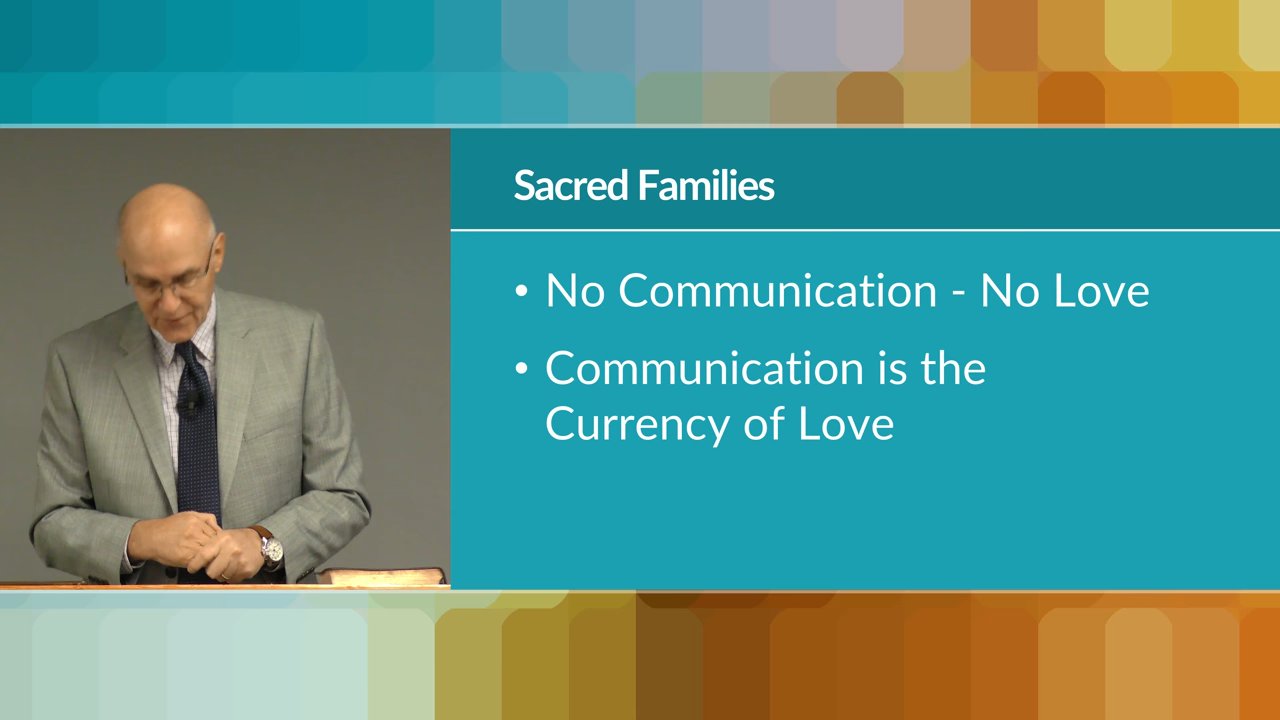 Sacred Families
• No Communication - No Love
• Communication is the
Currency of Love